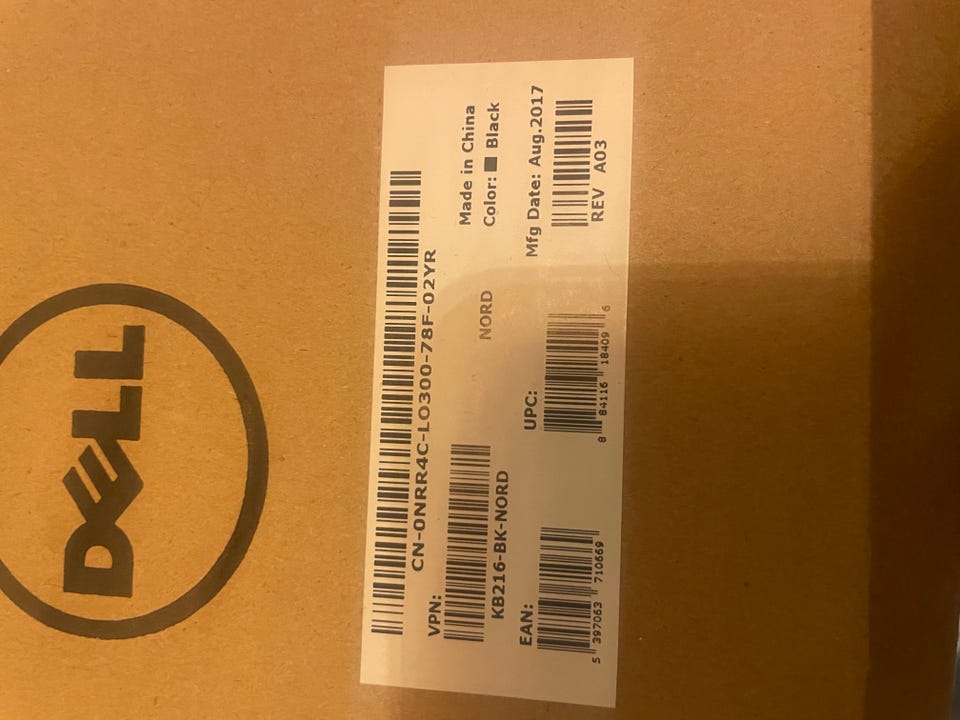 DELL
CN-0NRR4C-LO300-78F-02YR
VPN:
Made in China
KB216-BK-NORD
NORD
Color: Black
EAN:
UPC:
Mfg Date: Aug.2017
5 397063 710669
8 84116 18409 6
REV A03